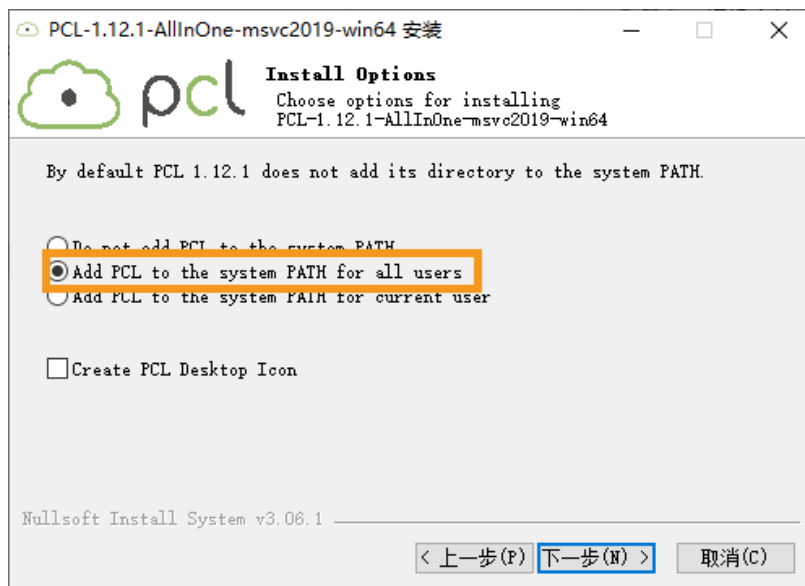 PCL-1.12.1-AllInOne-msvc2019-win64 安装
pcl
Install Options
Choose options for installing
PCL-1.12.1-AllInOne-msvc2019-win64
By default PCL 1.12.1 does not add its directory to the system PATH.
Do not add PCL to the system PATH
Add PCL to the system PATH for all users
Add PCL to the system PATH for current user
Create PCL Desktop Icon
Nullsoft Install System v3.06.1
< 上一步(P)
下一步(N) >
取消(C)